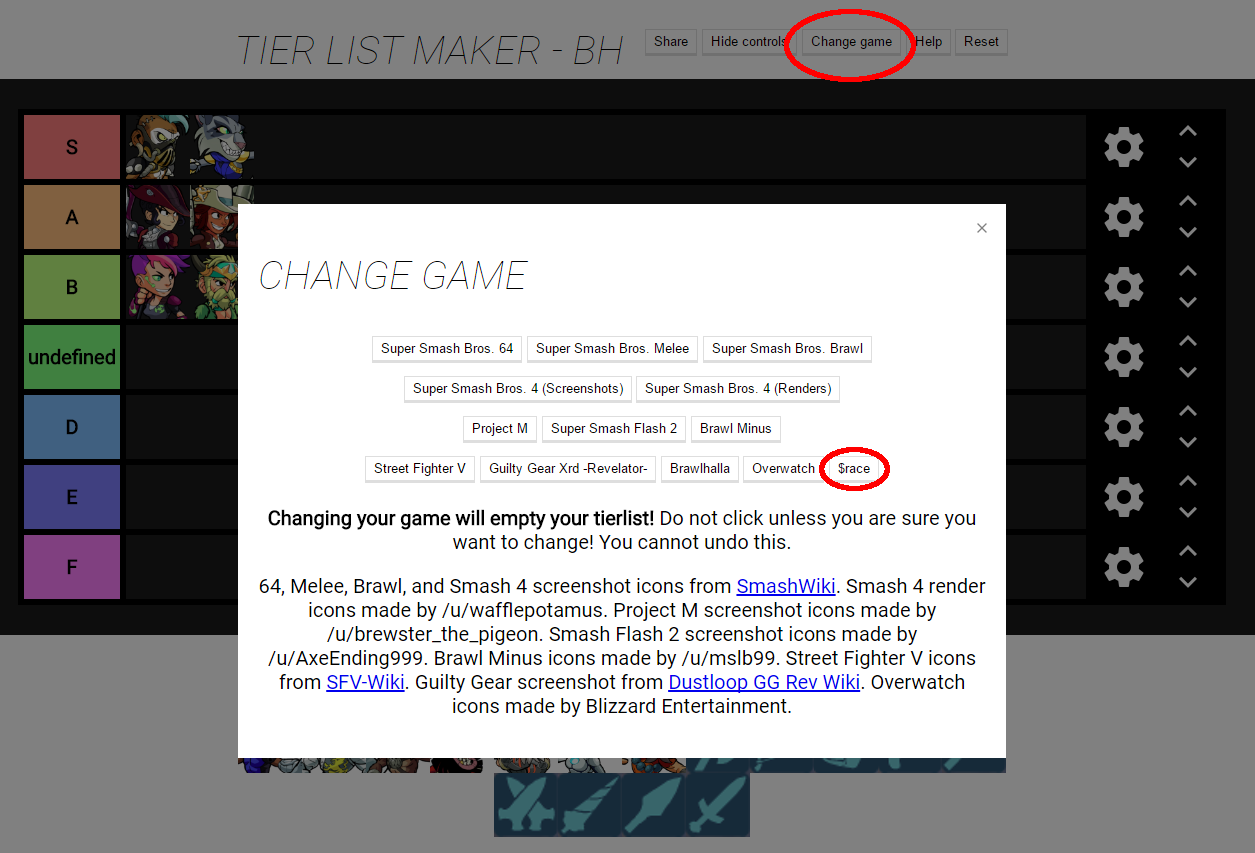 TIER LIST MAKER - BH
Share Hide controls Change game Help Reset
S
A
B
undefined
D
E
F
×
CHANGE GAME
Super Smash Bros. 64 Super Smash Bros. Melee Super Smash Bros. Brawl
Super Smash Bros. 4 (Screenshots) Super Smash Bros. 4 (Renders)
Project M Super Smash Flash 2 Brawl Minus
Street Fighter V Guilty Gear Xrd -Revelator- Brawlhalla Overwatch $race
Changing your game will empty your tierlist! Do not click unless you are sure you
want to change! You cannot undo this.
64, Melee, Brawl, and Smash 4 screenshot icons from SmashWiki. Smash 4 render
icons made by /u/wafflepotamus. Project M screenshot icons made by
/u/brewster_the_pigeon. Smash Flash 2 screenshot icons made by
/u/AxeEnding999. Brawl Minus icons made by /u/mslb99. Street Fighter V icons
from SFV-Wiki. Guilty Gear screenshot from Dustloop GG Rev Wiki. Overwatch
icons made by Blizzard Entertainment.